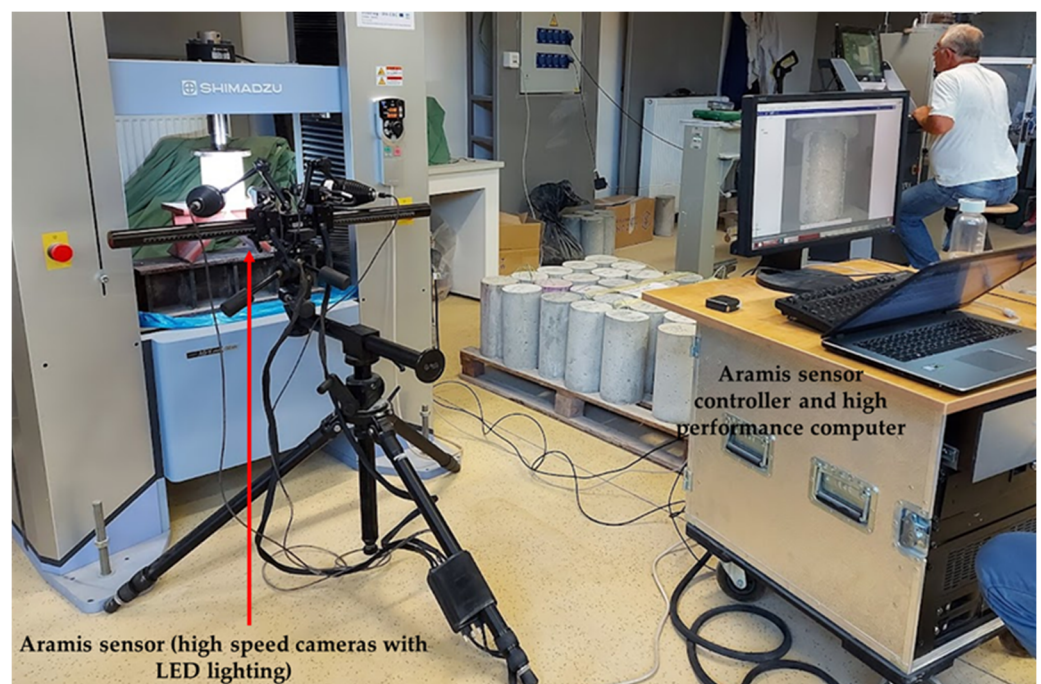 SHIMADZU
Aramis sensor
controller and high
performance computer
Aramis sensor (high speed cameras with
LED lighting)